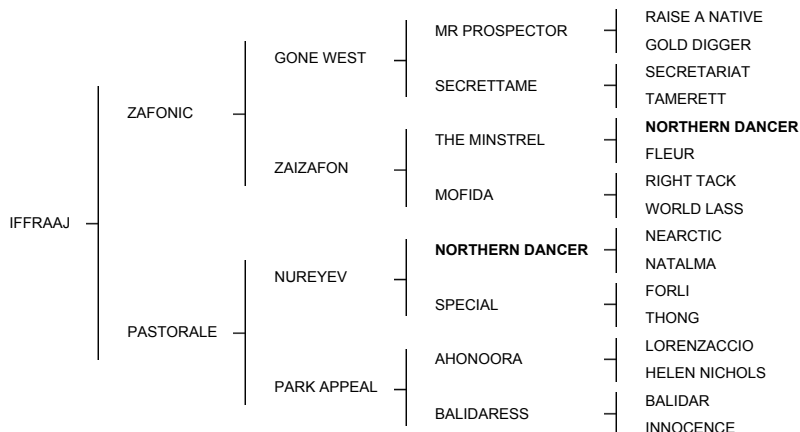 RAISE A NATIVE
MR PROSPECTOR
GOLD DIGGER
GONE WEST
SECRETARIAT
SECRETTAME
TAMERETT
ZAFONIC
NORTHERN DANCER
THE MINSTREL
FLEUR
ZAIZAFON
RIGHT TACK
MOFIDA
WORLD LASS
IFFRAAJ
NEARCTIC
NORTHERN DANCER
NATALMA
NUREYEV
FORLI
SPECIAL
THONG
PASTORALE
LORENZACCIO
AHONOORA
HELEN NICHOLS
PARK APPEAL
BALIDAR
BALIDARESS
INNOCENCE